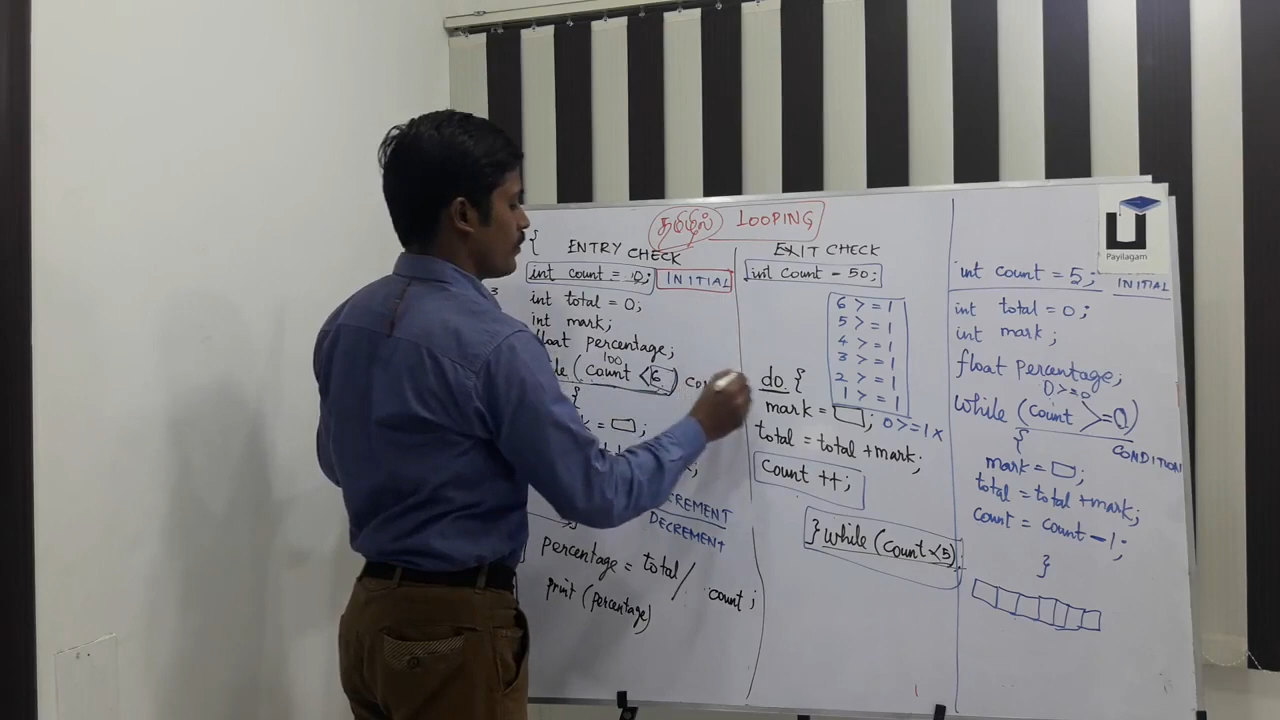 தமிழில் LOOPING
{ ENTRY CHECK
int count = 0; INITIAL
3
int total = 0;
int mark;
float percentage;
100
(count < 6)
{
= ▭;
INCREMENT
DECREMENT
percentage = total / count;
print (percentage)
EXIT CHECK
int count = 50;
6 > = 1
5 > = 1
4 > = 1
3 > = 1
2 > = 1
1 > = 1
do {
mark = ▭; 0 > = 1 x
total = total + mark;
Count ++;
} while (count < 5)
Payilagam
int count = 5; INITIAL
int total = 0;
int mark;
float percentage;
0 > = 0
while (count > = 0)
{ CONDITION
mark = ▭;
total = total + mark;
count = count - 1;
}